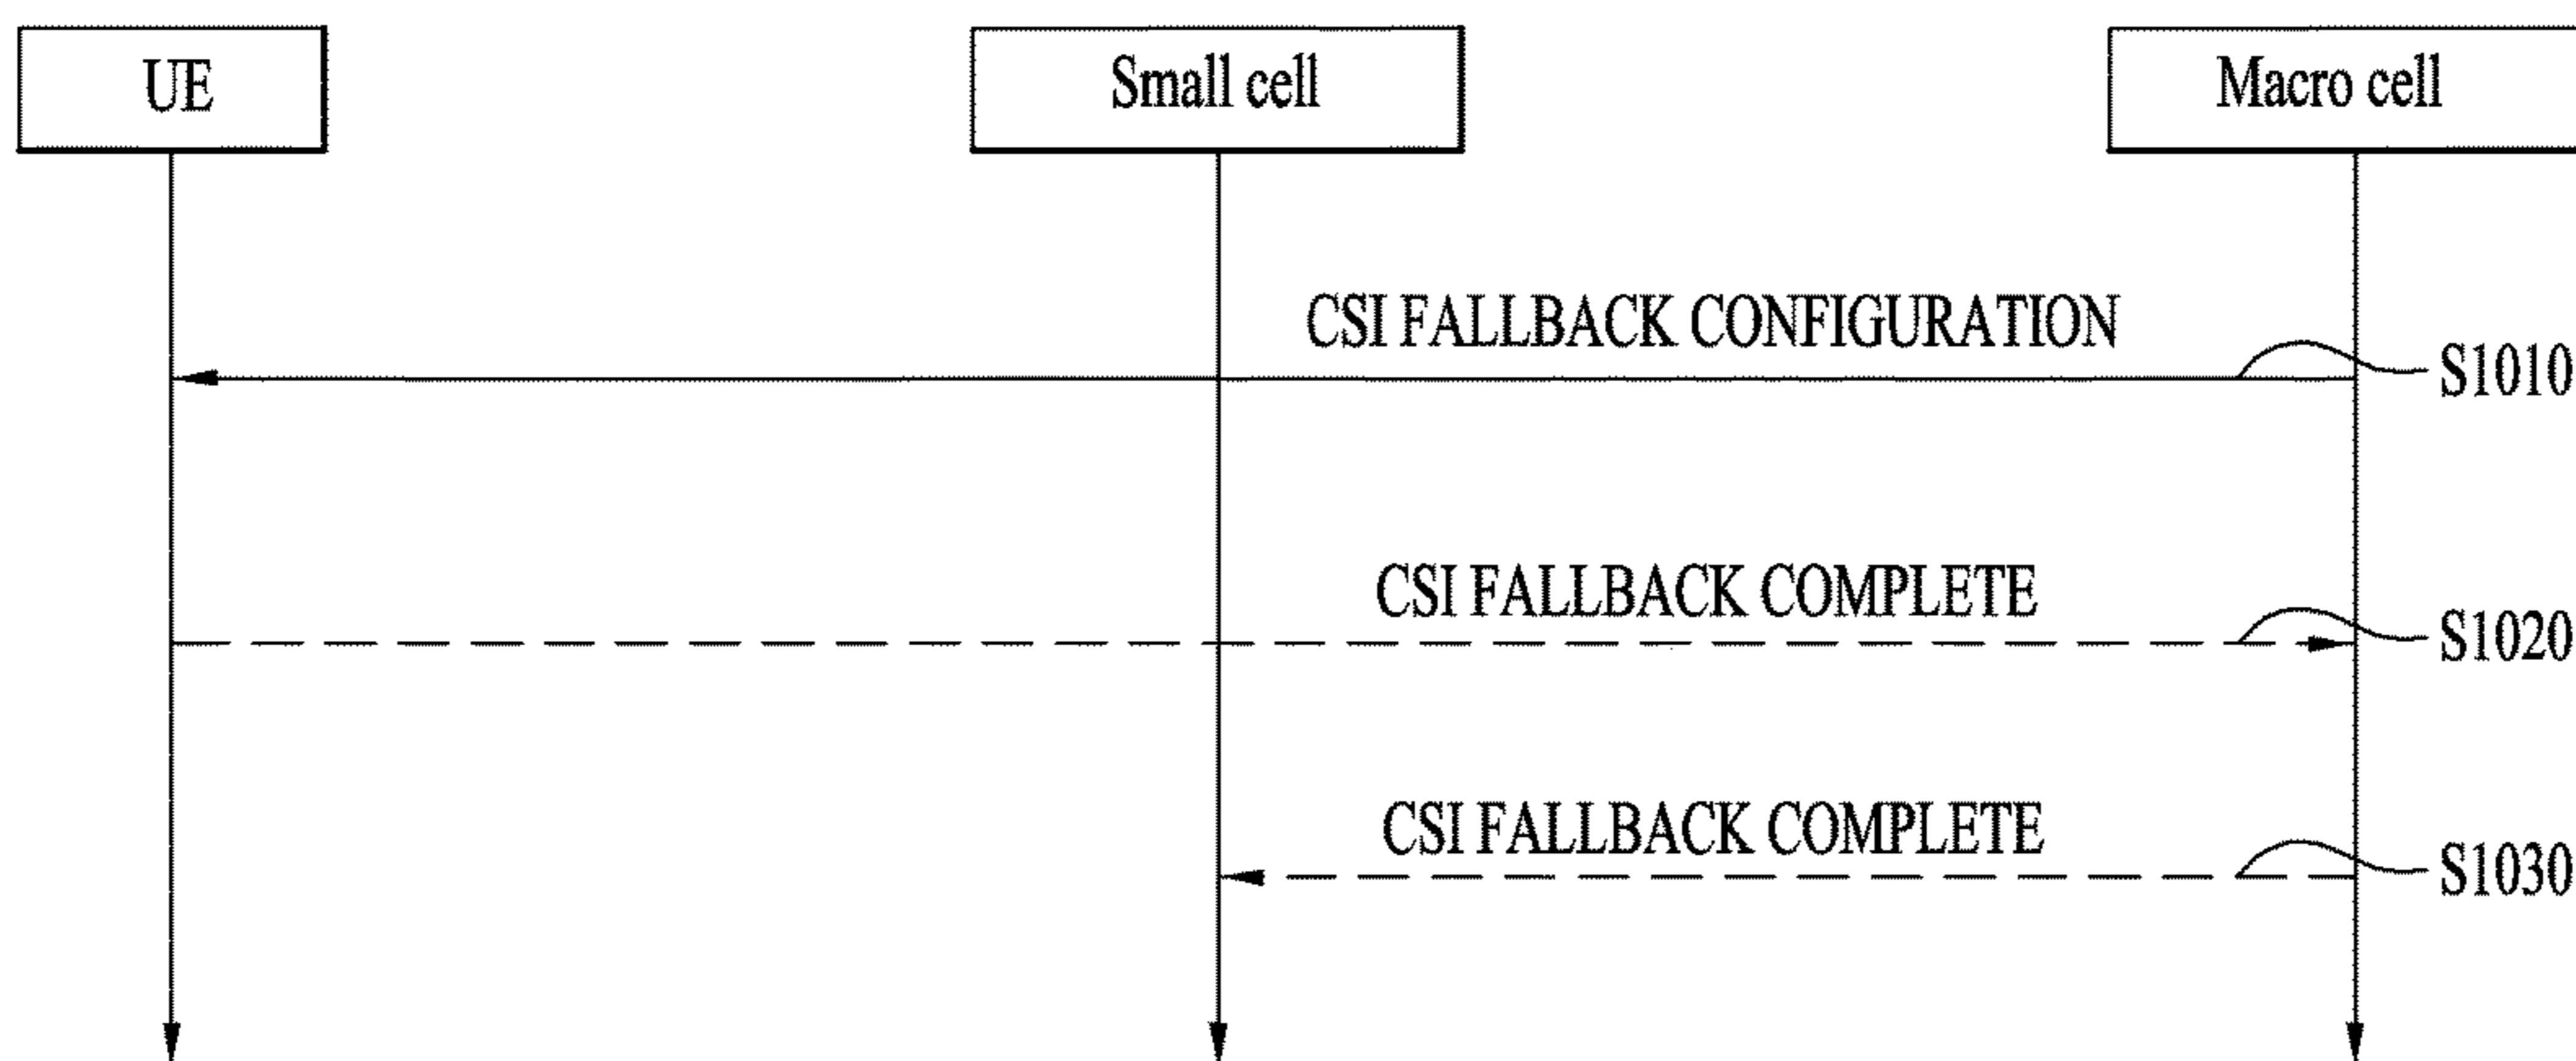 UE
Small cell
Macro cell
CSI FALLBACK CONFIGURATION
S1010
CSI FALLBACK COMPLETE
S1020
CSI FALLBACK COMPLETE
S1030